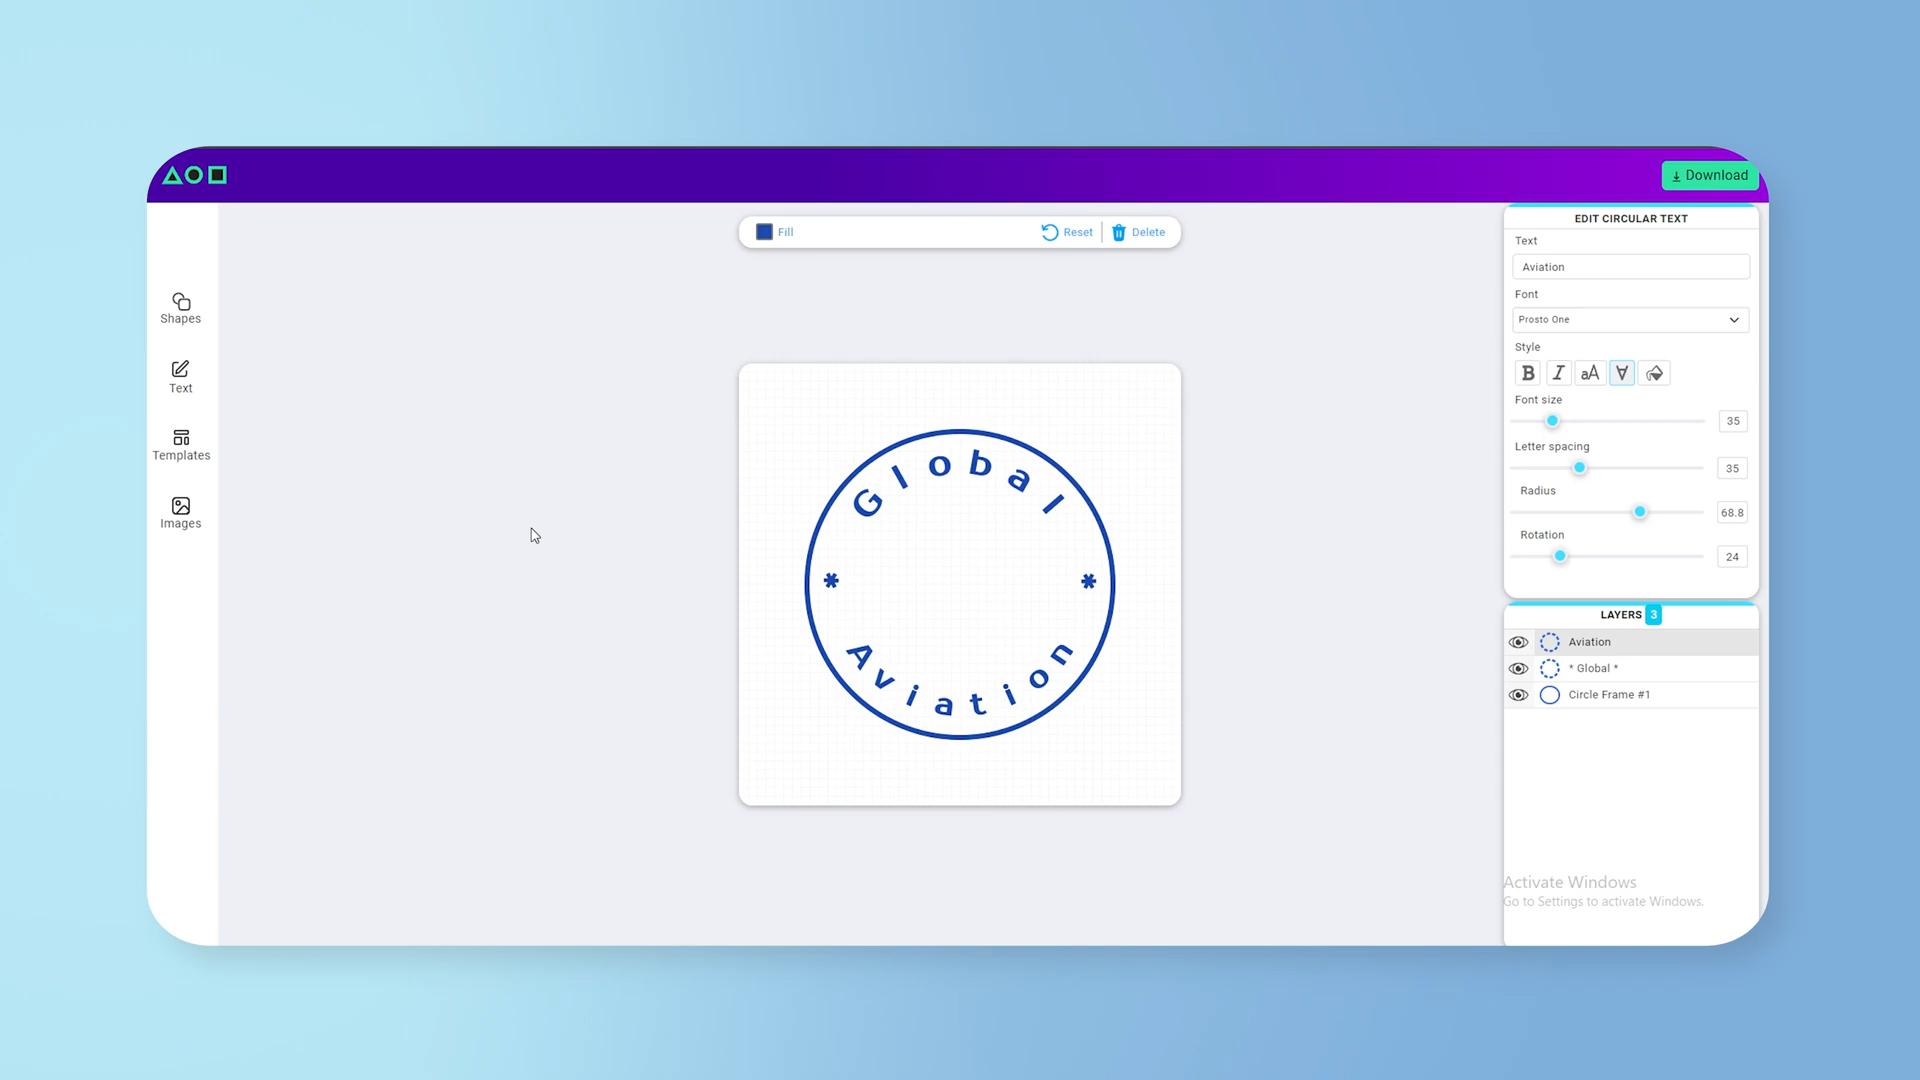 Download
Fill
Reset
Delete
EDIT CIRCULAR TEXT
Text
Aviation
Font
Prosto One
Style
B I aA A
Font size
35
Letter spacing
35
Radius
68.8
Rotation
24
Shapes
Text
Templates
Images
* Global *
Aviation
LAYERS 3
Aviation
* Global *
Circle Frame #1
Activate Windows
Go to Settings to activate Windows.